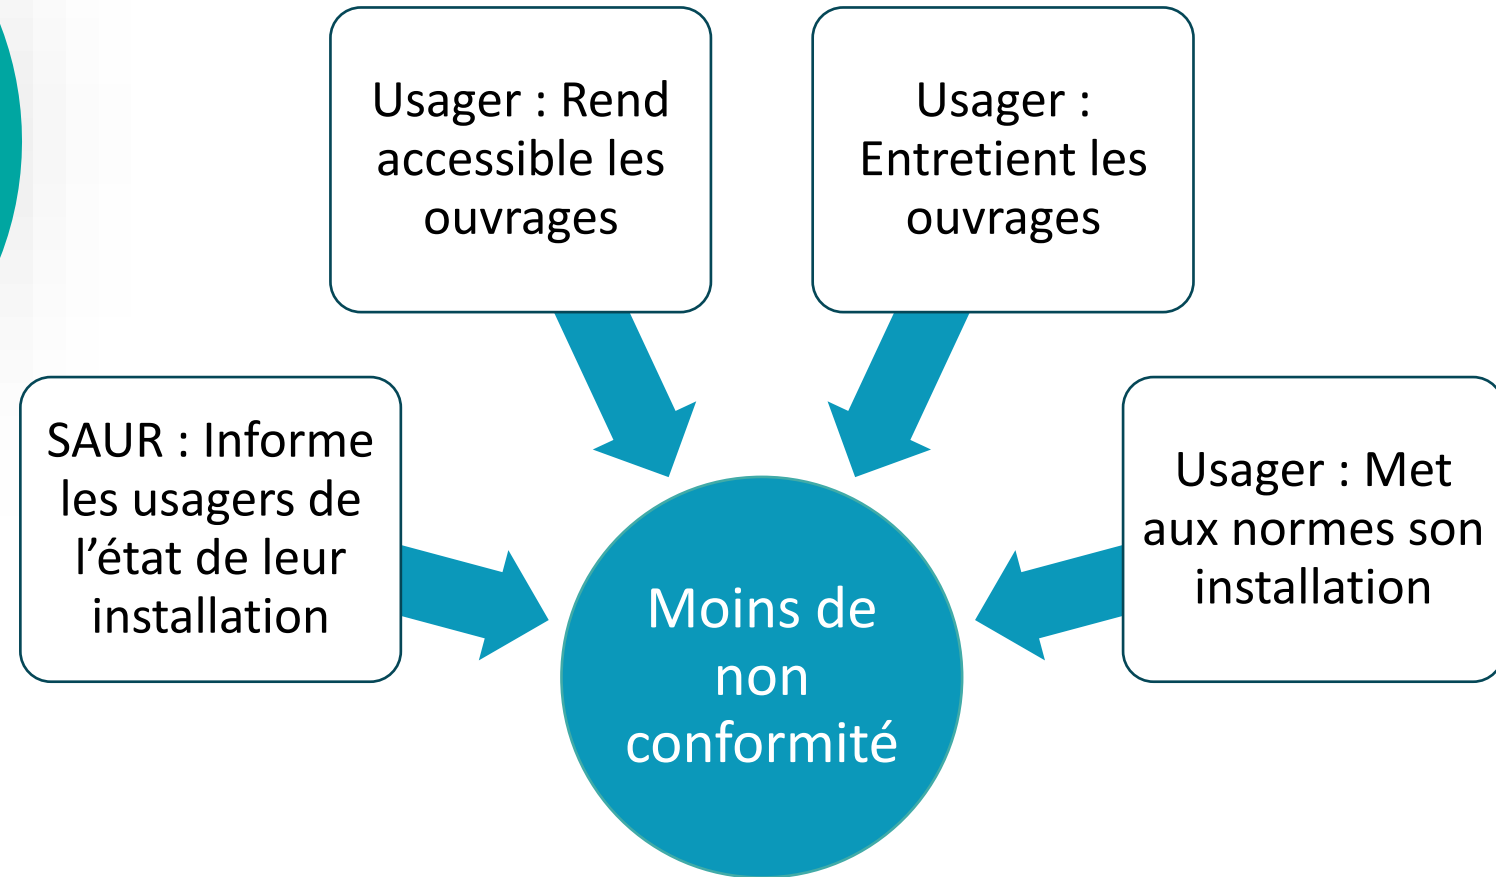 Usager : Rend
accessible les
ouvrages
Usager :
Entretient les
ouvrages
SAUR : Informe
les usagers de
l’état de leur
installation
Usager : Met
aux normes son
installation
Moins de
non
conformité